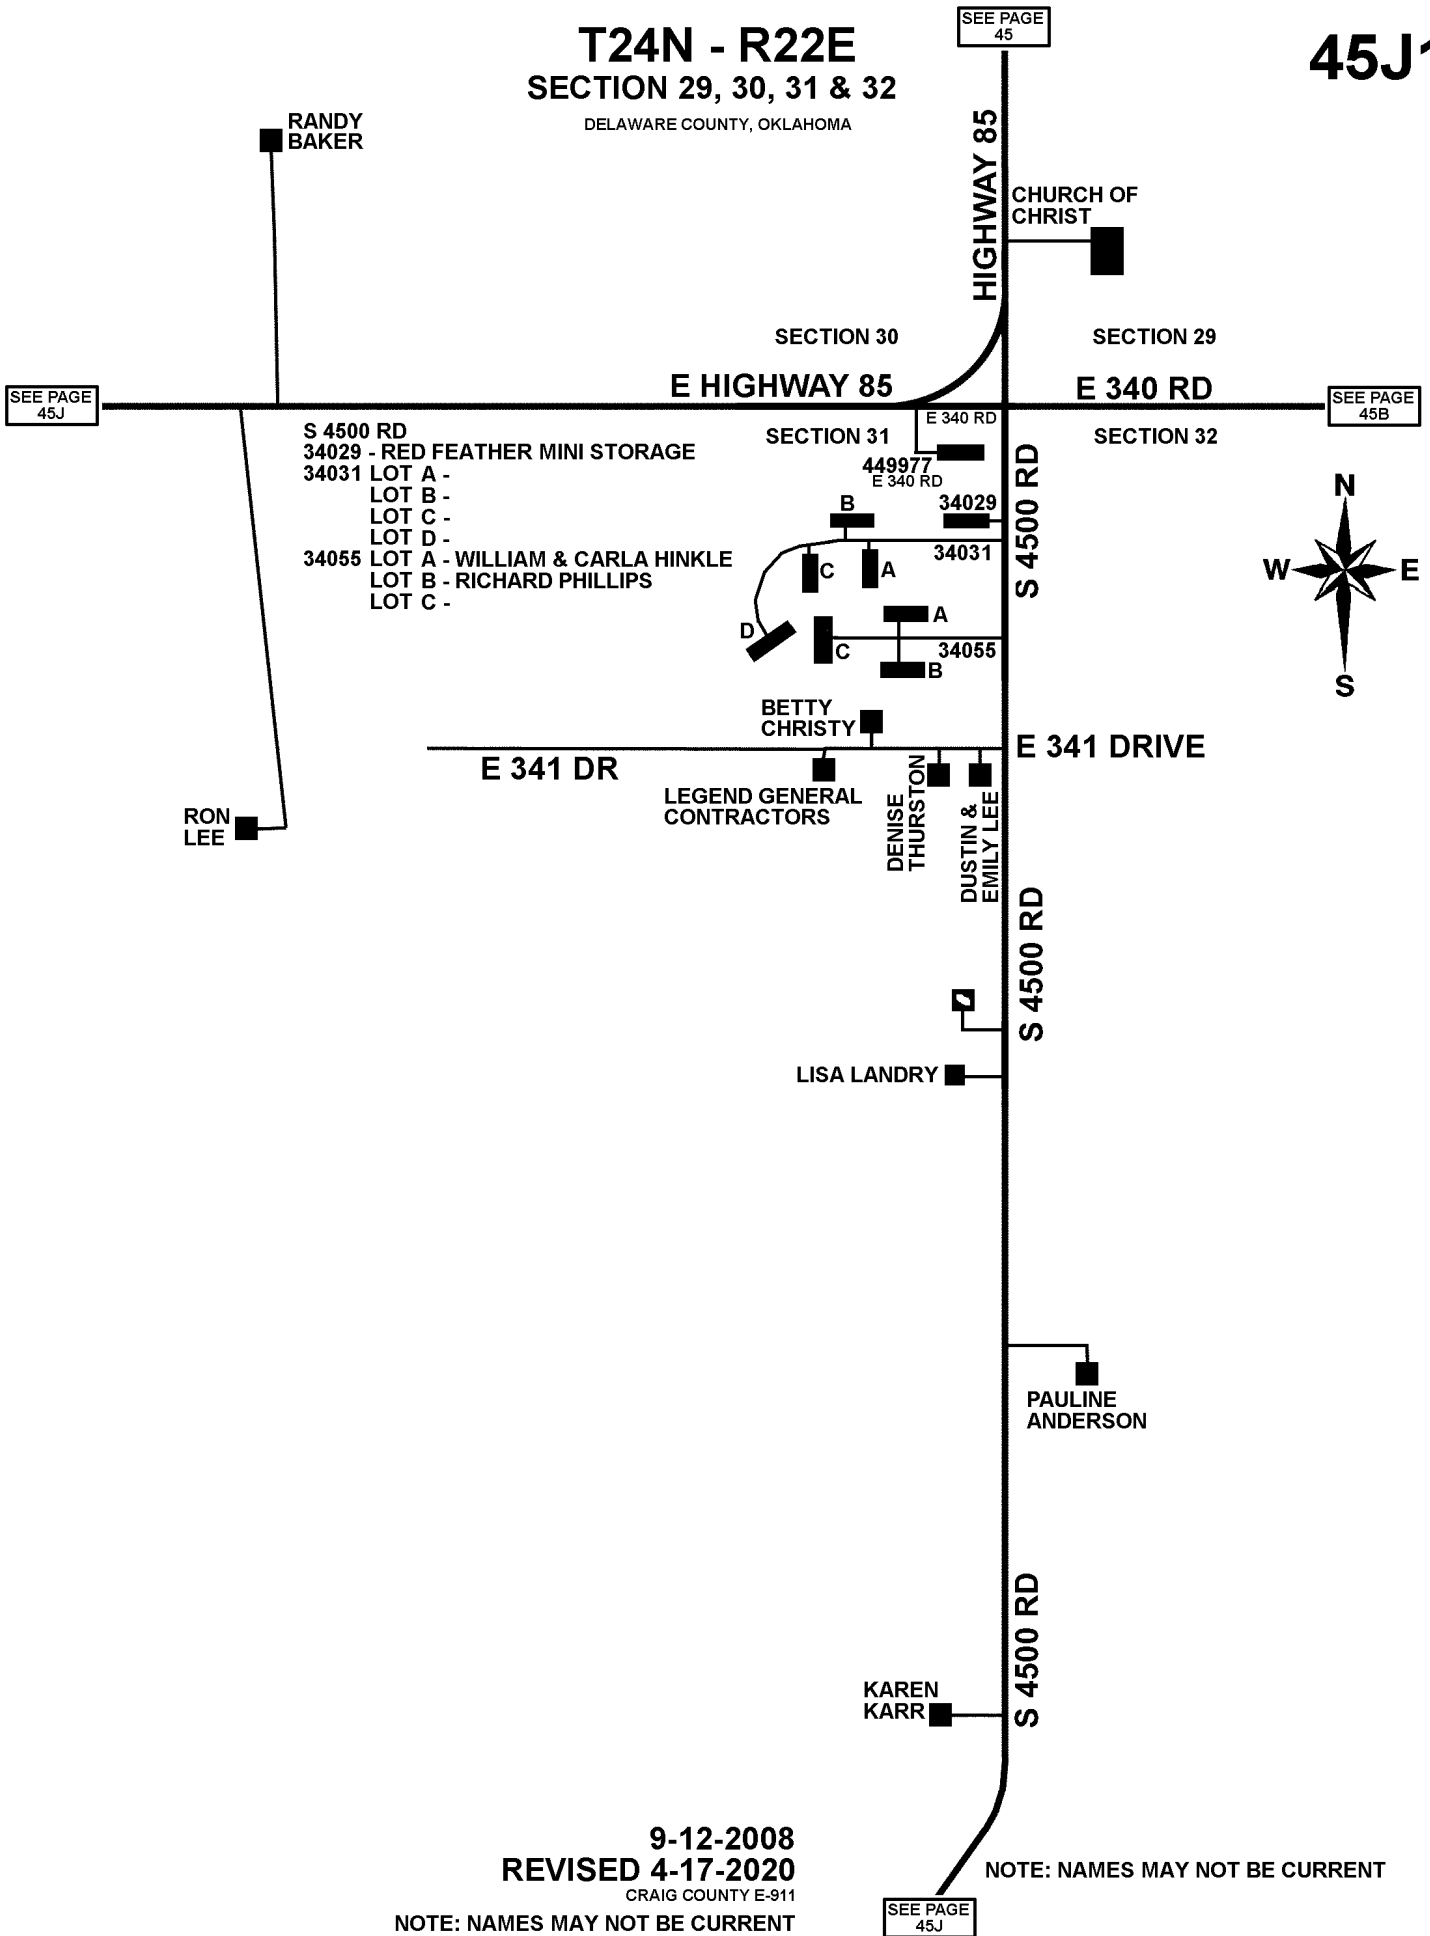 SEE PAGE
45
T24N - R22E
SECTION 29, 30, 31 & 32
DELAWARE COUNTY, OKLAHOMA
45J1
RANDY
BAKER
HIGHWAY 85
CHURCH OF
CHRIST
SECTION 30
SECTION 29
E HIGHWAY 85
E 340 RD
SEE PAGE
45J
SEE PAGE
45B
E 340 RD
SECTION 31
SECTION 32
S 4500 RD
34029 - RED FEATHER MINI STORAGE
34031 LOT A -
LOT B -
LOT C -
LOT D -
34055 LOT A - WILLIAM & CARLA HINKLE
LOT B - RICHARD PHILLIPS
LOT C -
449977
E 340 RD
S 4500 RD
34029
B
34031
C
A
D
A
C
34055
B
N
W
E
S
BETTY
CHRISTY
E 341 DRIVE
E 341 DR
LEGEND GENERAL
CONTRACTORS
DENISE
THURSTON
DUSTIN &
EMILY LEE
RON
LEE
S 4500 RD
LISA LANDRY
PAULINE
ANDERSON
S 4500 RD
KAREN
KARR
9-12-2008
REVISED 4-17-2020
CRAIG COUNTY E-911
NOTE: NAMES MAY NOT BE CURRENT
NOTE: NAMES MAY NOT BE CURRENT
SEE PAGE
45J